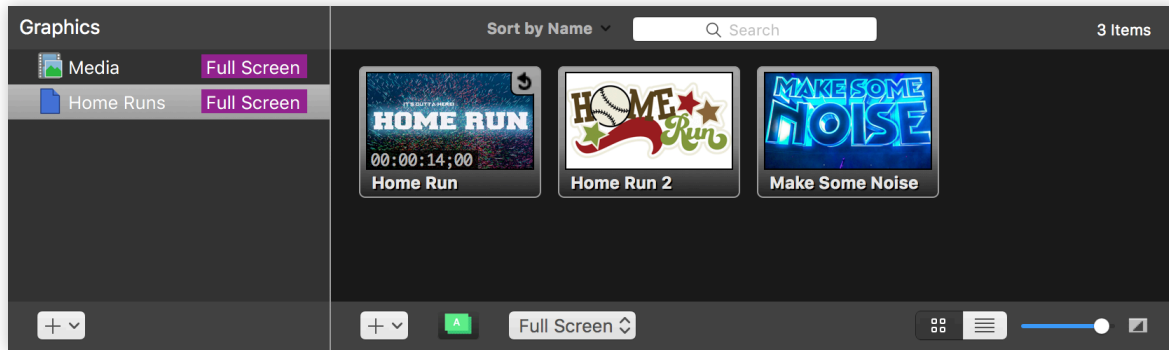 Graphics
Sort by Name
Search
3 Items
Media
Full Screen
Home Runs
Full Screen
IT'S OUTTA HERE!
HOME RUN
00:00:14;00
Home Run
HOME
Run
Home Run 2
MAKE SOME
NOISE
Make Some Noise
A
Full Screen